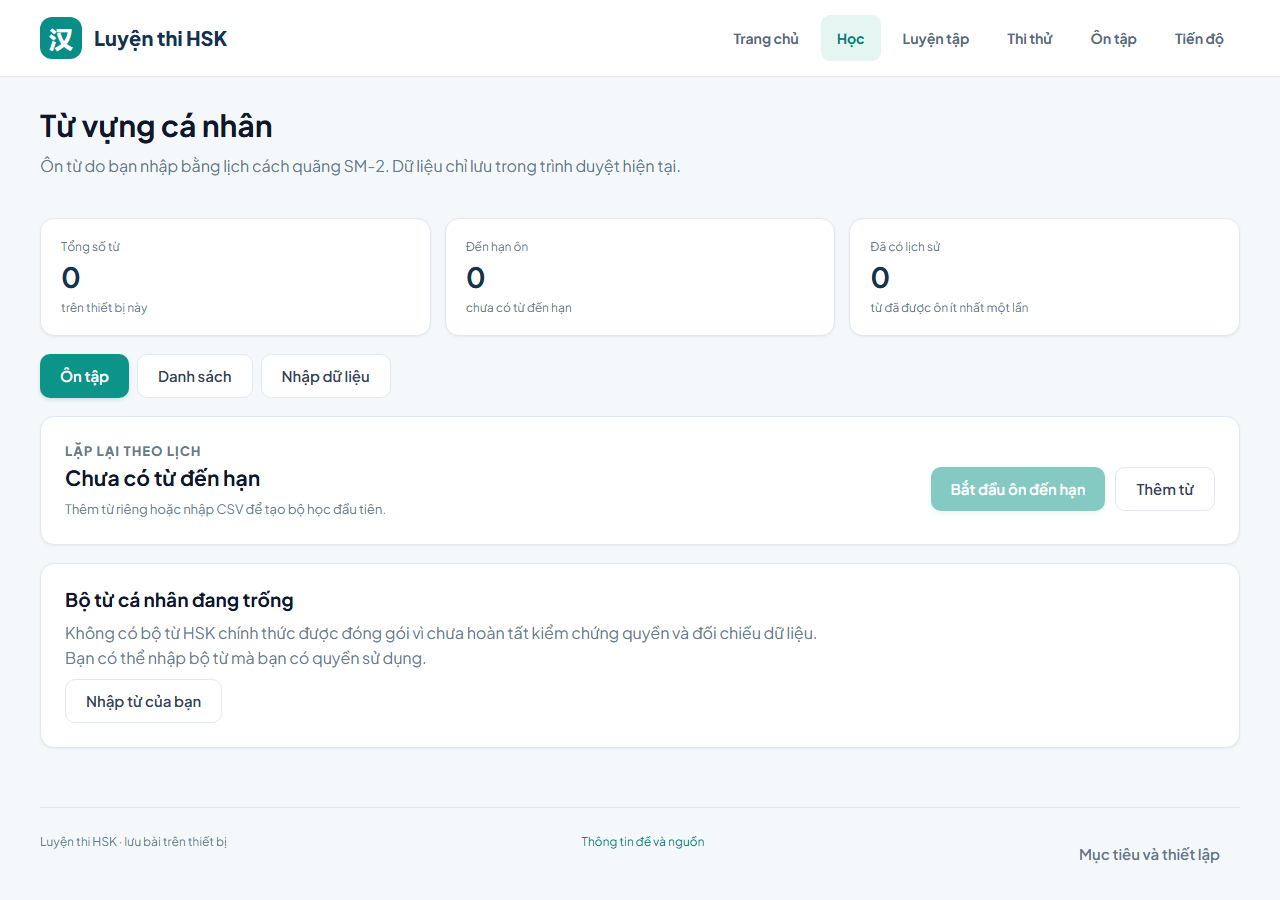 汉 Luyện thi HSK
Trang chủ Học Luyện tập Thi thử Ôn tập Tiến độ
Từ vựng cá nhân
Ôn từ do bạn nhập bằng lịch cách quãng SM-2. Dữ liệu chỉ lưu trong trình duyệt hiện tại.
Tổng số từ
0
trên thiết bị này
Đến hạn ôn
0
chưa có từ đến hạn
Đã có lịch sử
0
từ đã được ôn ít nhất một lần
Ôn tập Danh sách Nhập dữ liệu
LẶP LẠI THEO LỊCH
Chưa có từ đến hạn
Thêm từ riêng hoặc nhập CSV để tạo bộ học đầu tiên.
Bắt đầu ôn đến hạn Thêm từ
Bộ từ cá nhân đang trống
Không có bộ từ HSK chính thức được đóng gói vì chưa hoàn tất kiểm chứng quyền và đối chiếu dữ liệu.
Bạn có thể nhập bộ từ mà bạn có quyền sử dụng.
Nhập từ của bạn
Luyện thi HSK · lưu bài trên thiết bị
Thông tin đề và nguồn
Mục tiêu và thiết lập